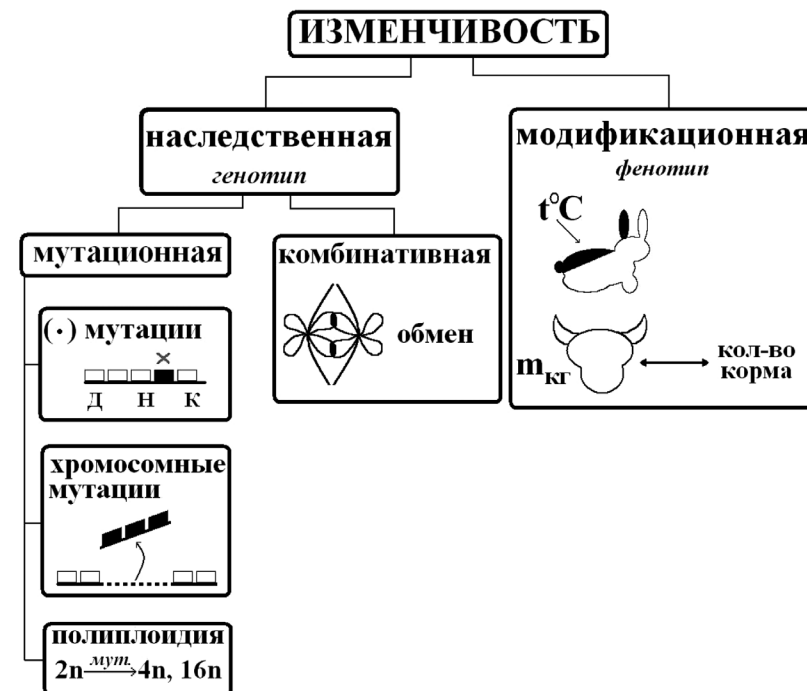 ИЗМЕНЧИВОСТЬ
наследственная
генотип
модификационная
фенотип
t°C
m кг
кол-во
корма
мутационная
комбинативная
обмен
(·) мутации
Д Н К
хромосомные
мутации
полиплоидия
2n мут. 4n, 16n